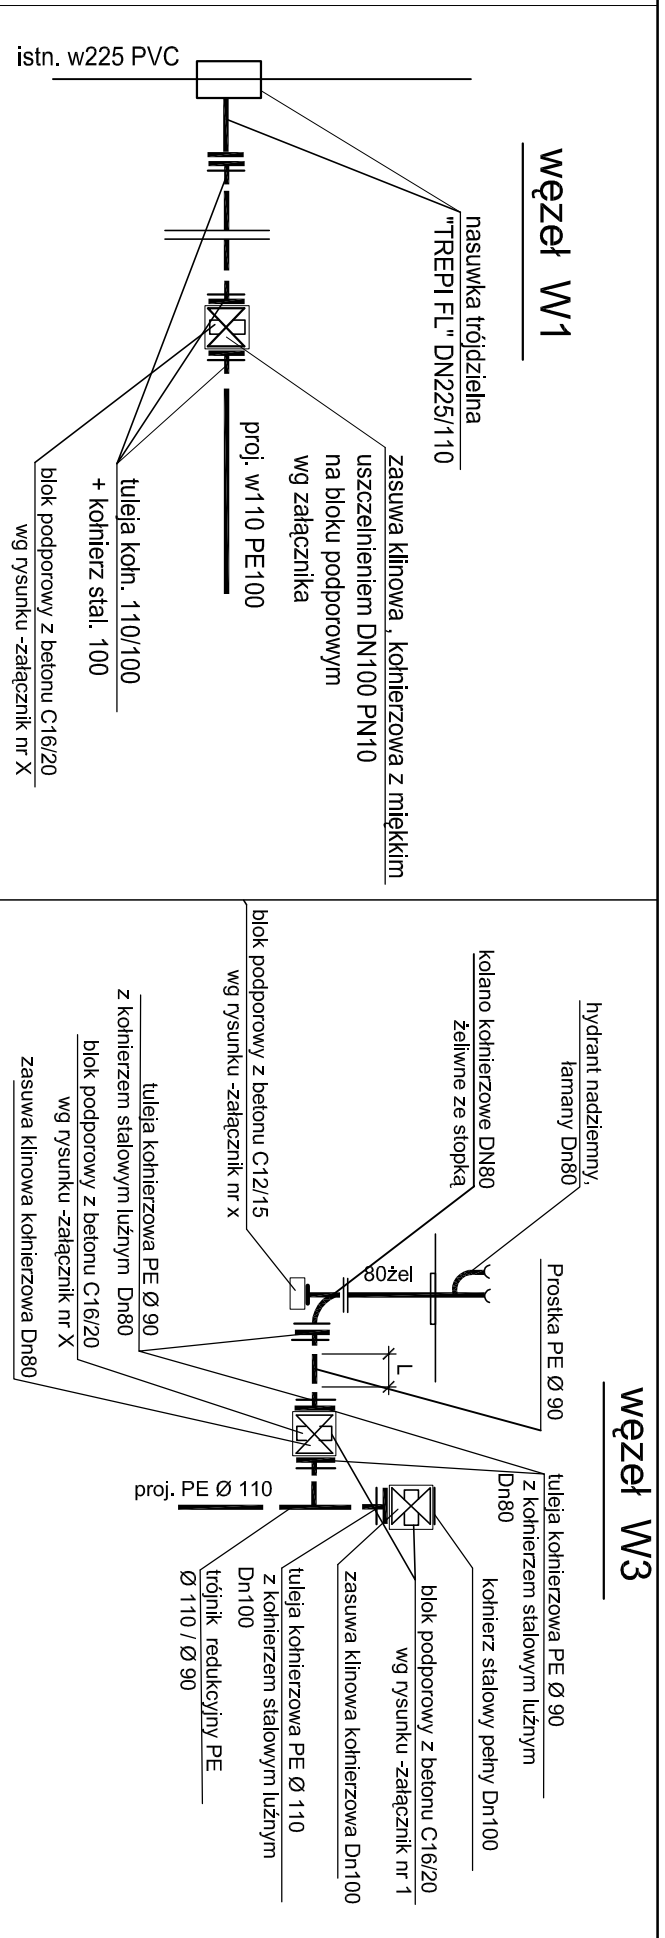 węzeł W1
istn. w225 PVC
nasuwka trójdzielna
"TREPI FL" DN225/110
zasuwa klinowa , kołnierzowa z miękkim
uszczelnieniem DN100 PN10
na bloku podporowym
wg załącznika
proj. w110 PE100
tuleja kołn. 110/100
+ kołnierz stal. 100
blok podporowy z betonu C16/20
wg rysunku -załącznik nr X
węzeł W3
hydrant nadziemny,
łamany Dn80
kolano kołnierzowe DN80
żeliwne ze stopką
blok podporowy z betonu C12/15
wg rysunku -załącznik nr x
tuleja kołnierzowa PE Ø 90
z kołnierzem stalowym luźnym Dn80
blok podporowy z betonu C16/20
wg rysunku -załącznik nr X
zasuwa klinowa kołnierzowa Dn80
80żel
Prostka PE Ø 90
L
proj. PE Ø 110
tuleja kołnierzowa PE Ø 90
z kołnierzem stalowym luźnym
Dn80
kołnierz stalowy pełny Dn100
blok podporowy z betonu C16/20
wg rysunku -załącznik nr 1
zasuwa klinowa kołnierzowa Dn100
tuleja kołnierzowa PE Ø 110
z kołnierzem stalowym luźnym
Dn100
trójnik redukcyjny PE
Ø 110 / Ø 90